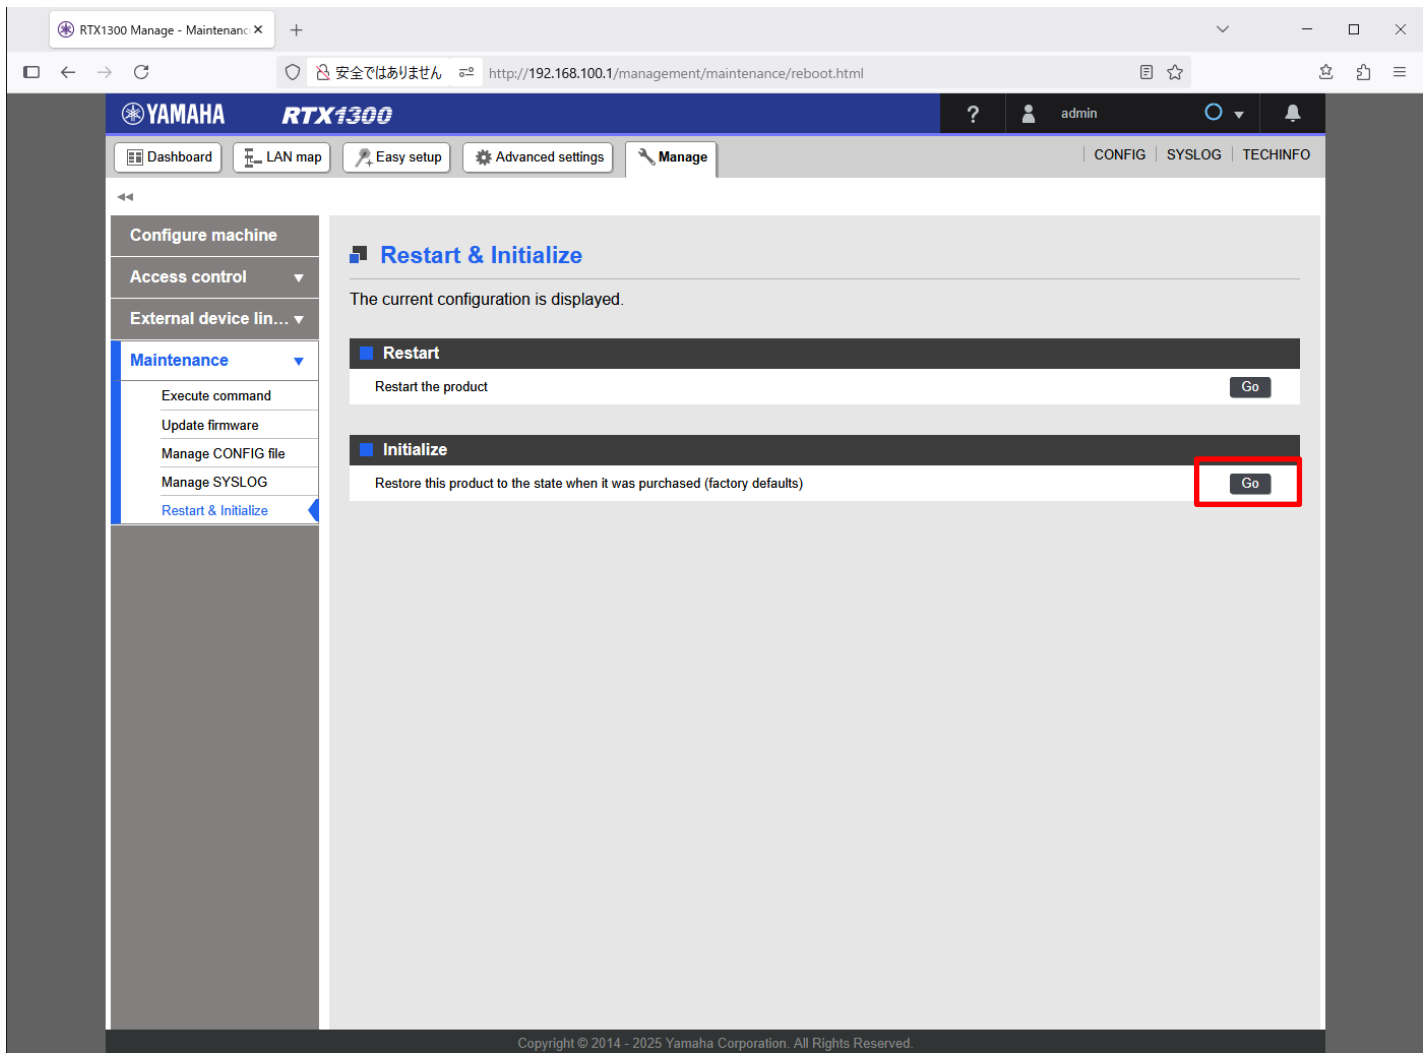 RTX1300 Manage - Maintenanc
安全ではありません
http://192.168.100.1/management/maintenance/reboot.html
YAMAHA RTX1300
? admin
Dashboard LAN map Easy setup Advanced settings Manage CONFIG SYSLOG TECHINFO
Configure machine
Access control
External device lin...
Maintenance
Execute command
Update firmware
Manage CONFIG file
Manage SYSLOG
Restart & Initialize
Restart & Initialize
The current configuration is displayed.
Restart
Restart the product Go
Initialize
Restore this product to the state when it was purchased (factory defaults) Go
Copyright © 2014 - 2025 Yamaha Corporation. All Rights Reserved.